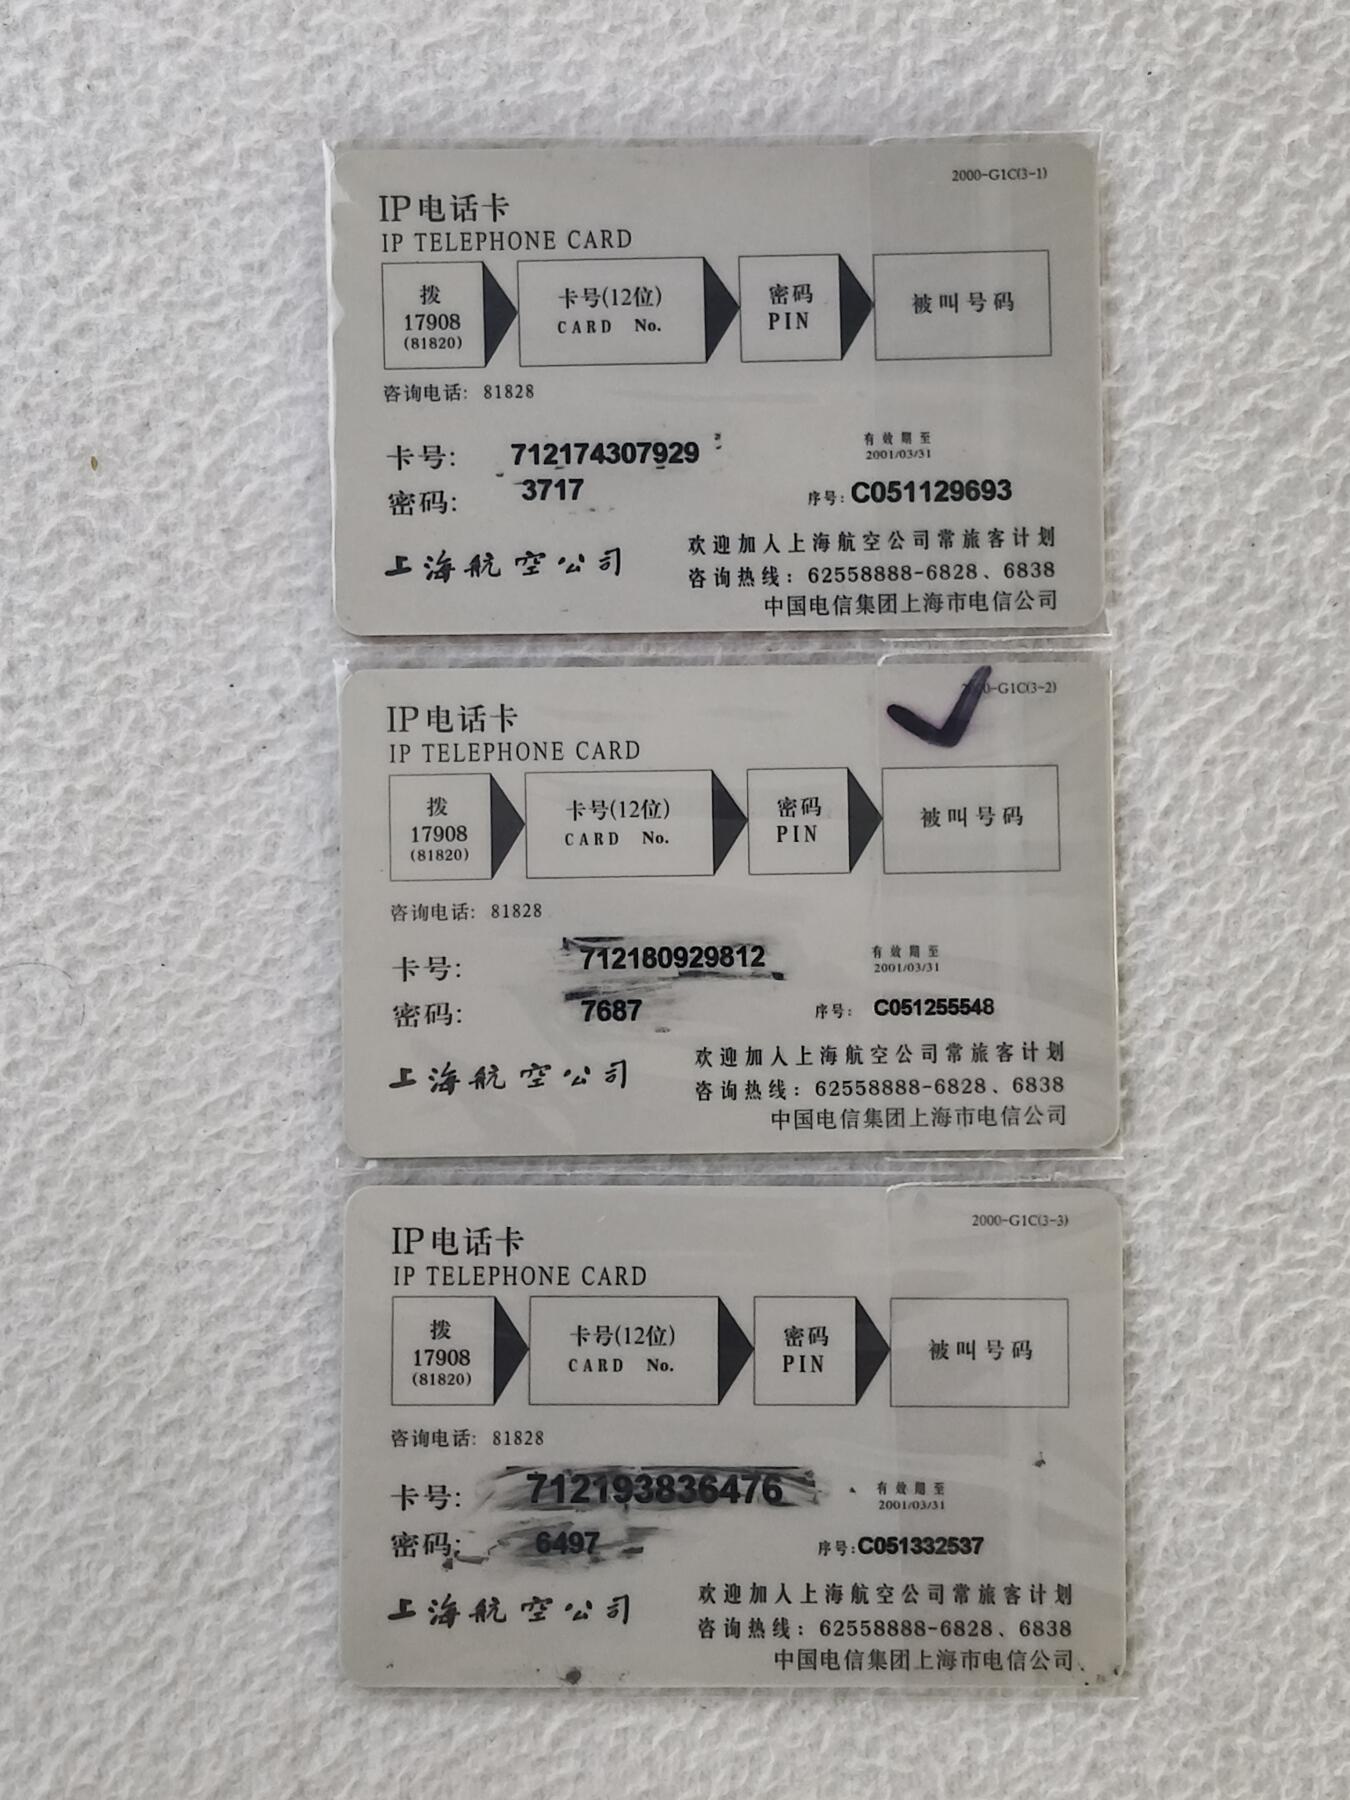 2000-G1C(3-1)
IP电话卡
IP TELEPHONE CARD
拨
17908
(81820)
卡号(12位)
CARD No.
密码
PIN
被叫号码
咨询电话: 81828
卡号: 712174307929
有效期至
2001/03/31
密码: 3717
序号: C051129693
上海航空公司
欢迎加入上海航空公司常旅客计划
咨询热线: 62558888-6828、6838
中国电信集团上海市电信公司
0-G1C(3-2)
IP电话卡
IP TELEPHONE CARD
拨
17908
(81820)
卡号(12位)
CARD No.
密码
PIN
被叫号码
咨询电话: 81828
卡号: 712180929812
有效期至
2001/03/31
密码: 7687
序号: C051255548
上海航空公司
欢迎加入上海航空公司常旅客计划
咨询热线: 62558888-6828、6838
中国电信集团上海市电信公司
2000-G1C(3-3)
IP电话卡
IP TELEPHONE CARD
拨
17908
(81820)
卡号(12位)
CARD No.
密码
PIN
被叫号码
咨询电话: 81828
卡号: 712193836476
有效期至
2001/03/31
密码: 6497
序号: C051332537
上海航空公司
欢迎加入上海航空公司常旅客计划
咨询热线: 62558888-6828、6838
中国电信集团上海市电信公司